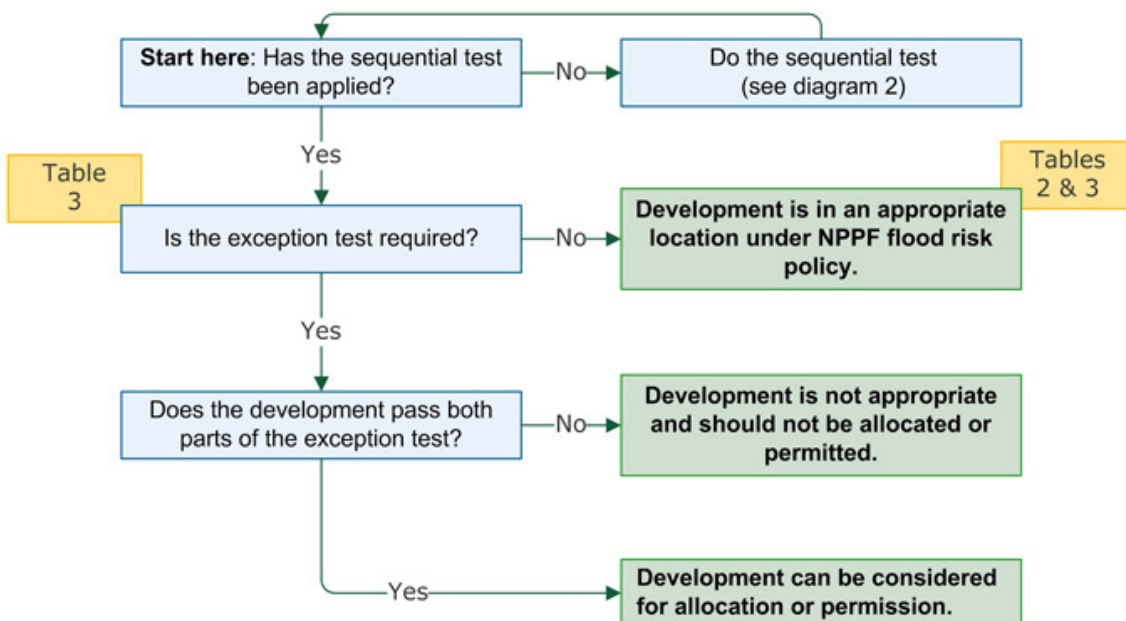 Start here: Has the sequential test
been applied?
No
Do the sequential test
(see diagram 2)
Yes
Table
3
Tables
2 & 3
Is the exception test required?
No
Development is in an appropriate
location under NPPF flood risk
policy.
Yes
Does the development pass both
parts of the exception test?
No
Development is not appropriate
and should not be allocated or
permitted.
Yes
Development can be considered
for allocation or permission.